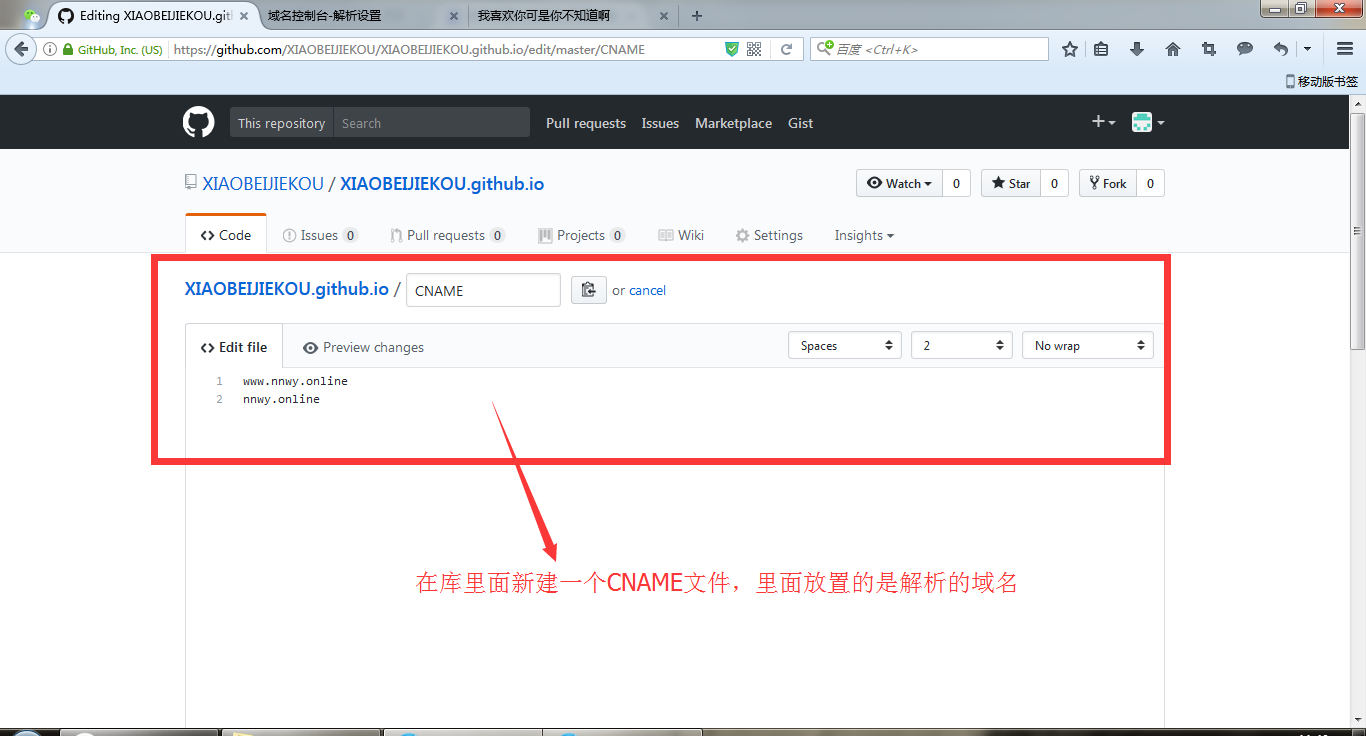 Editing XIAOBEIJIEKOU.git
域名控制台-解析设置
我喜欢你可是你不知道啊
GitHub, Inc. (US)
https://github.com/XIAOBEIJIEKOU/XIAOBEIJIEKOU.github.io/edit/master/CNAME
百度 <Ctrl+K>
移动版书签
This repository
Search
Pull requests
Issues
Marketplace
Gist
XIAOBEIJIEKOU / XIAOBEIJIEKOU.github.io
Watch 0
Star 0
Fork 0
Code
Issues 0
Pull requests 0
Projects 0
Wiki
Settings
Insights
XIAOBEIJIEKOU.github.io / CNAME or cancel
Edit file
Preview changes
Spaces
2
No wrap
1 www.nnwy.online
2 nnwy.online
在库里面新建一个CNAME文件，里面放置的是解析的域名